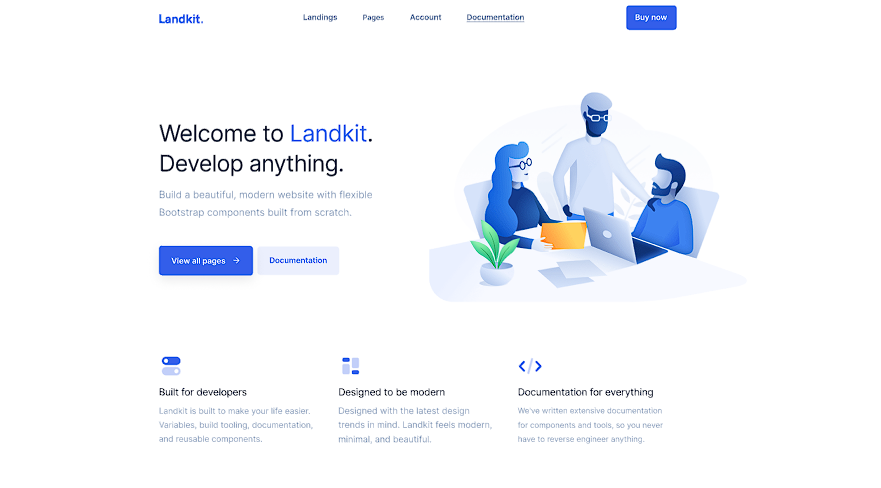 Landkit.
Landings
Pages
Account
Documentation
Buy now
Welcome to Landkit.
Develop anything.
Build a beautiful, modern website with flexible
Bootstrap components built from scratch.
View all pages →
Documentation
Built for developers
Landkit is built to make your life easier.
Variables, build tooling, documentation,
and reusable components.
Designed to be modern
Designed with the latest design
trends in mind. Landkit feels modern,
minimal, and beautiful.
Documentation for everything
We've written extensive documentation
for components and tools, so you never
have to reverse engineer anything.